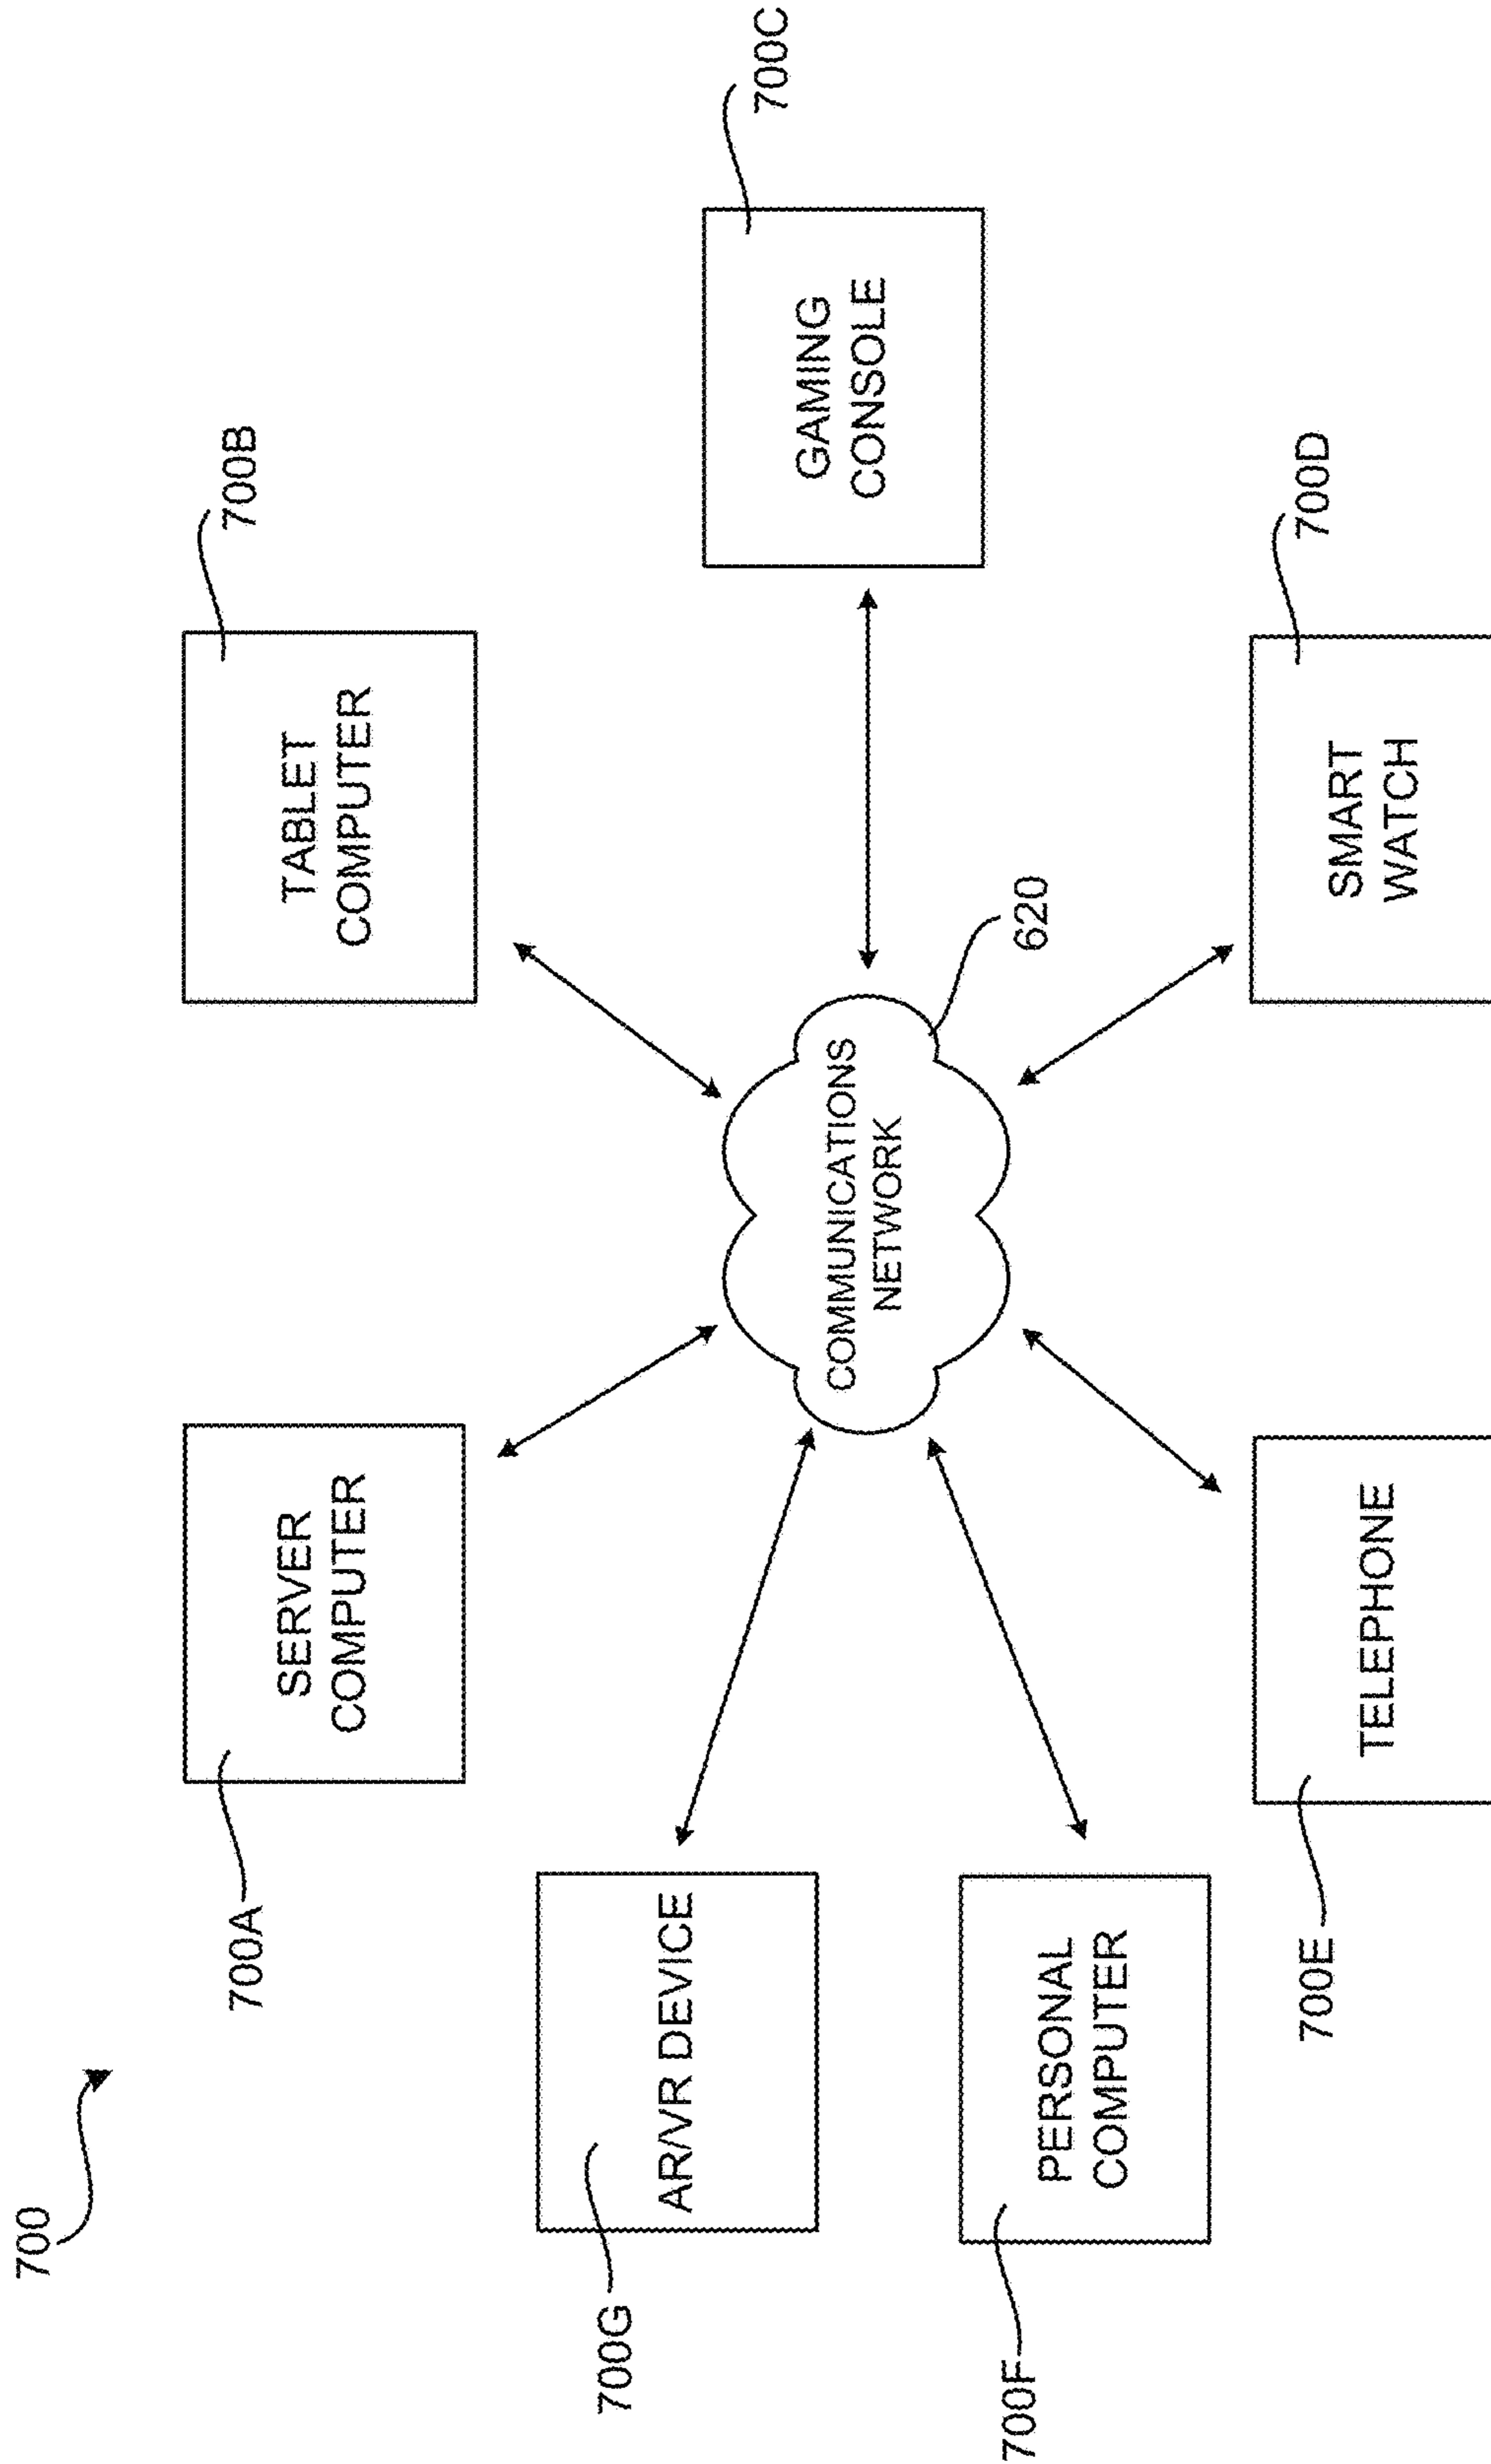 700
700A
SERVER
COMPUTER
TABLET
COMPUTER
700B
700G
AR/VR DEVICE
COMMUNICATIONS
NETWORK
620
GAMING
CONSOLE
700C
700F
PERSONAL
COMPUTER
700E
TELEPHONE
SMART
WATCH
700D